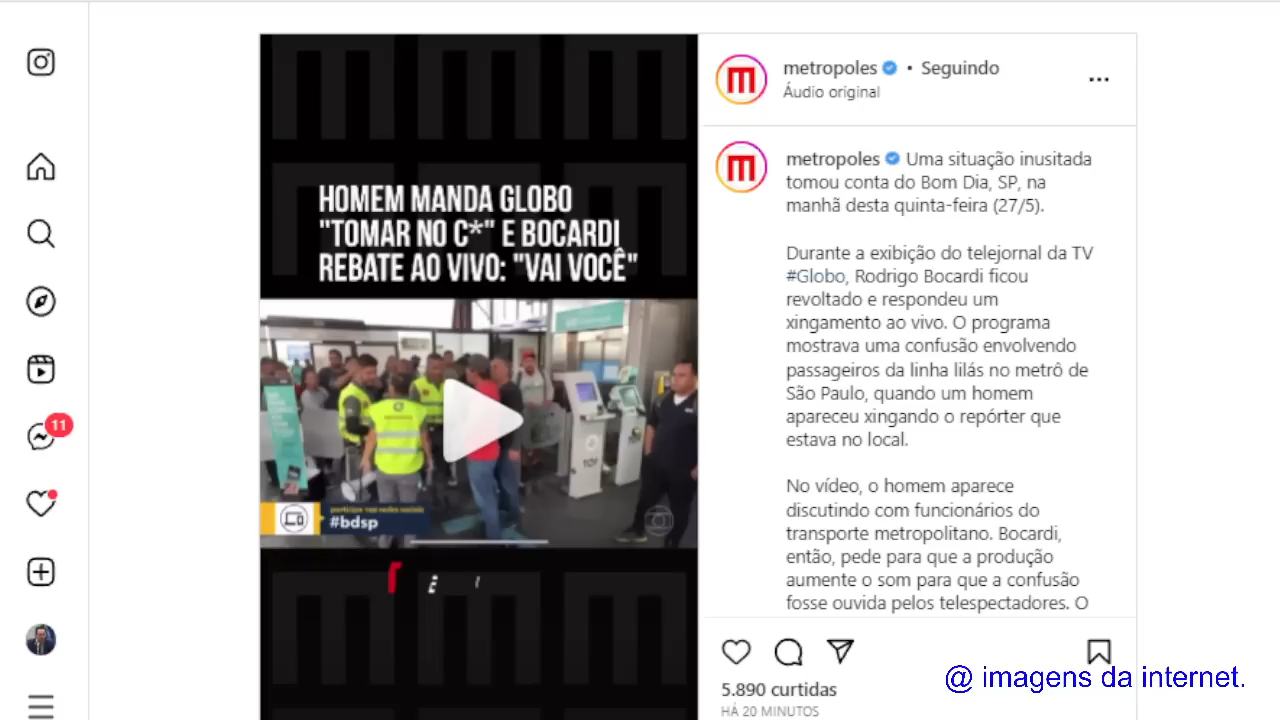 HOMEM MANDA GLOBO
"TOMAR NO C*" E BOCARDI
REBATE AO VIVO: "VAI VOCÊ"
#bdsp
metropoles • Seguindo
Áudio original
metropoles Uma situação inusitada
tomou conta do Bom Dia, SP, na
manhã desta quinta-feira (27/5).
Durante a exibição do telejornal da TV
#Globo, Rodrigo Bocardi ficou
revoltado e respondeu um
xingamento ao vivo. O programa
mostrava uma confusão envolvendo
passageiros da linha lilás no metrô de
São Paulo, quando um homem
apareceu xingando o repórter que
estava no local.
No vídeo, o homem aparece
discutindo com funcionários do
transporte metropolitano. Bocardi,
então, pede para que a produção
aumente o som para que a confusão
fosse ouvida pelos telespectadores. O
5.890 curtidas
HÁ 20 MINUTOS
11
@ imagens da internet.